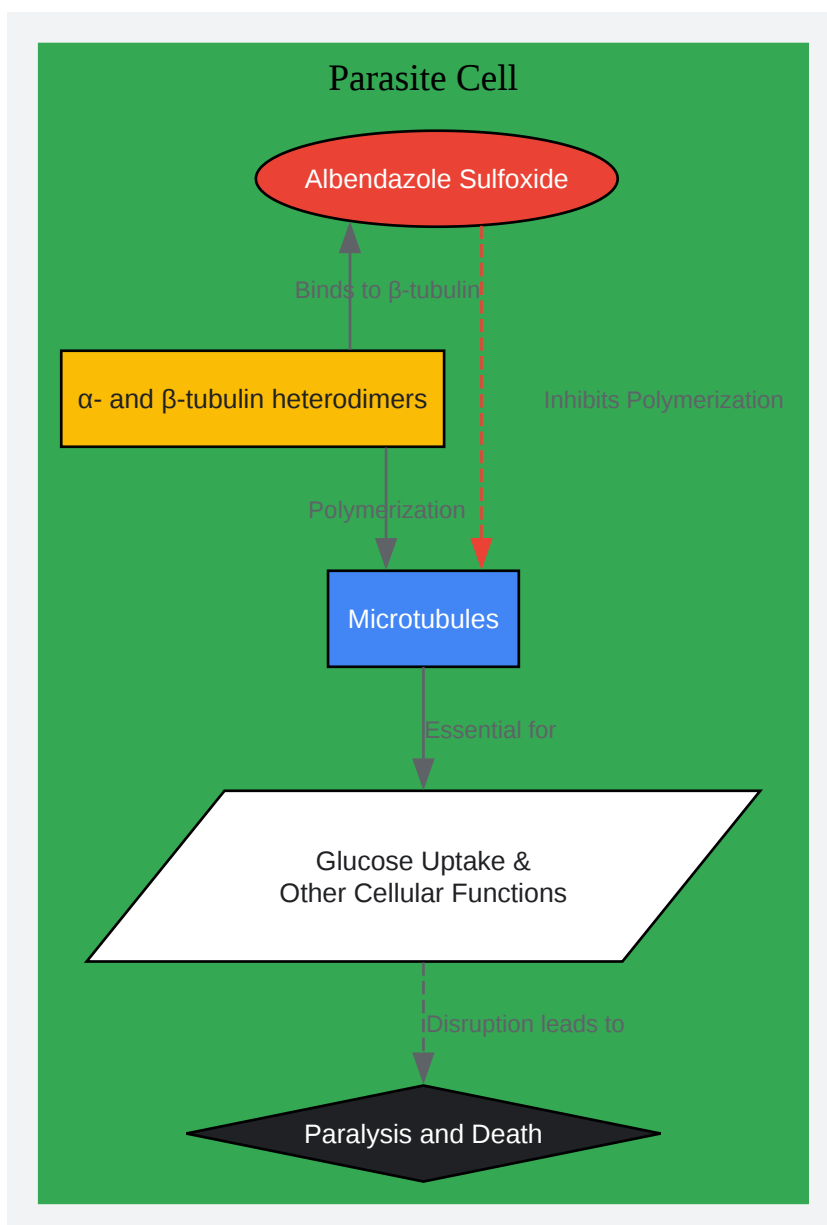 Parasite Cell
Albendazole Sulfoxide
Binds to β-tubulin
α- and β-tubulin heterodimers
Inhibits Polymerization
Polymerization
Microtubules
Essential for
Glucose Uptake &
Other Cellular Functions
Disruption leads to
Paralysis and Death